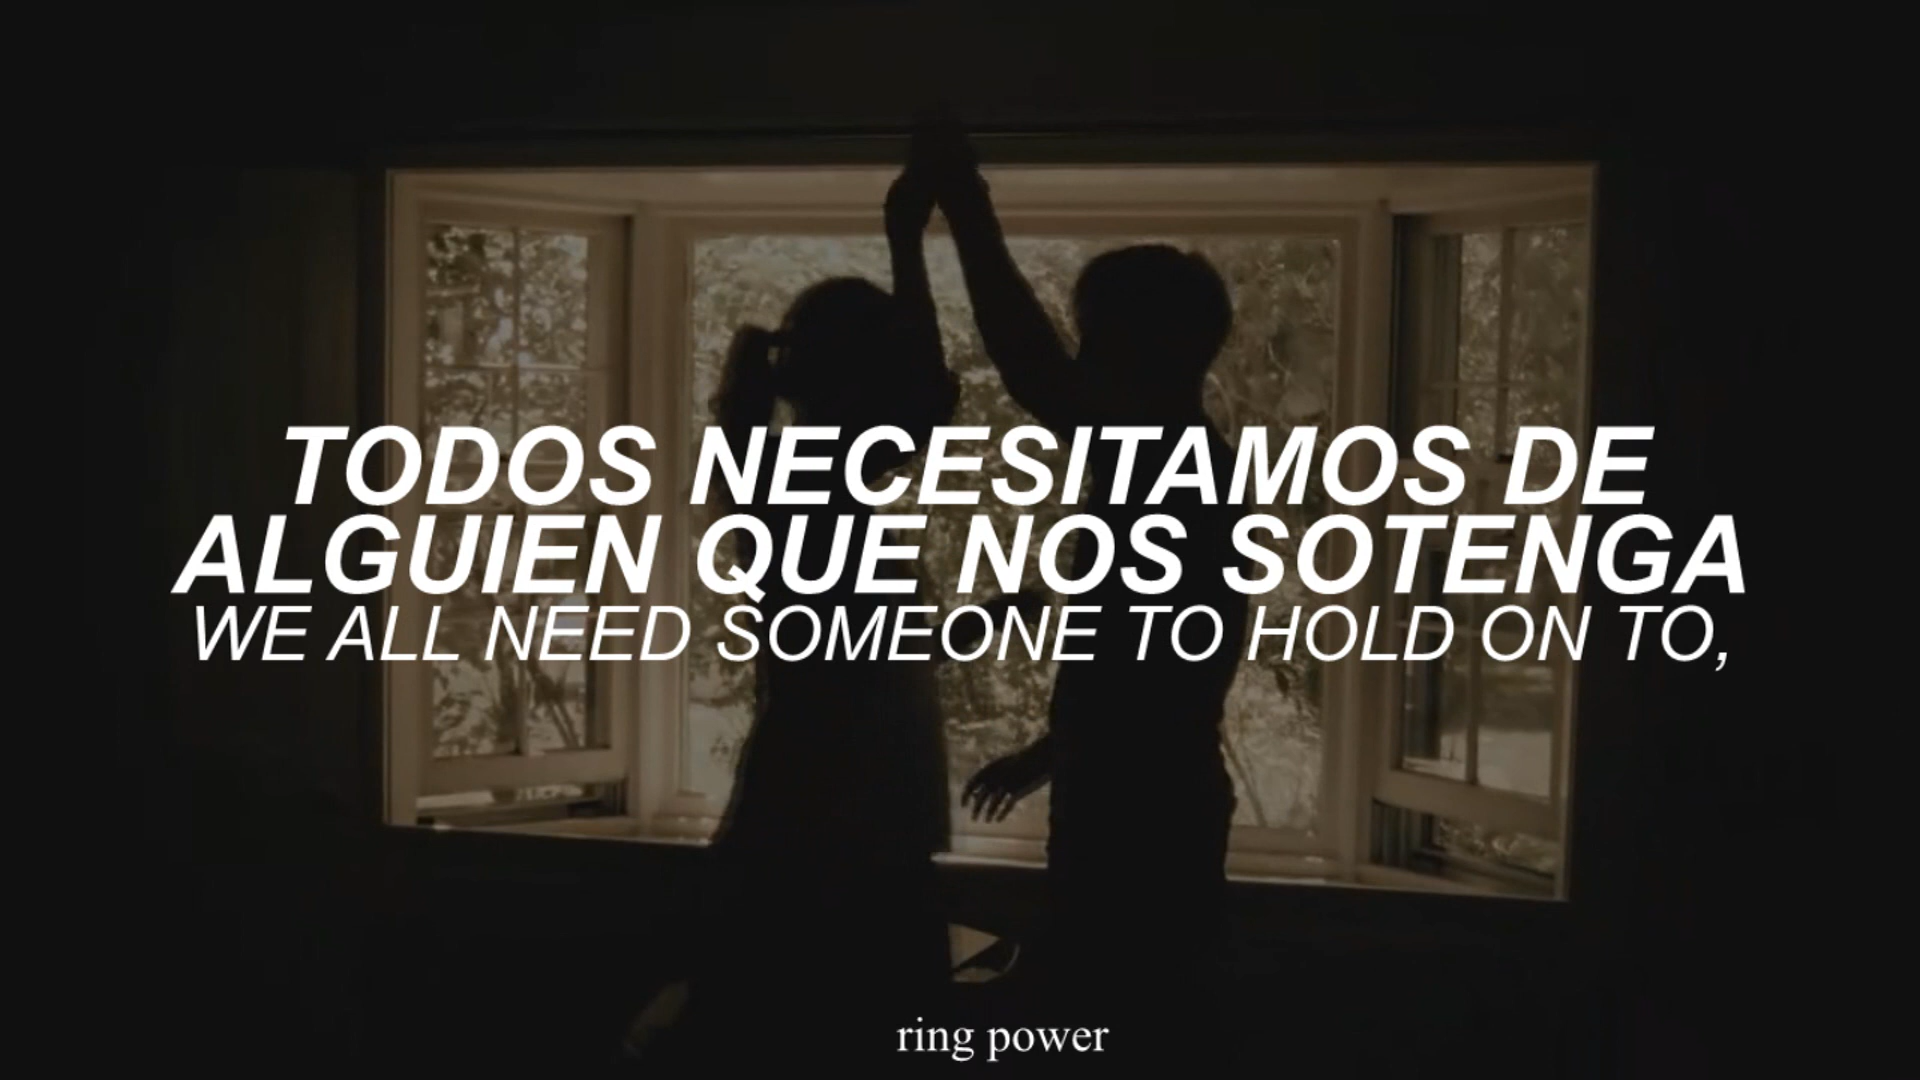 TODOS NECESITAMOS DE
ALGUIEN QUE NOS SOTENGA
WE ALL NEED SOMEONE TO HOLD ON TO,
ring power